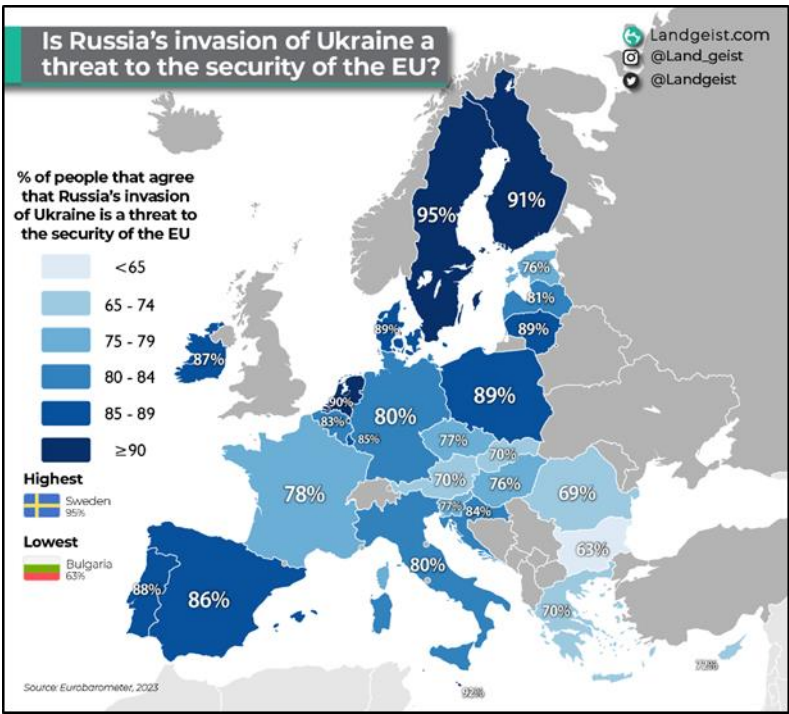 Is Russia's invasion of Ukraine a
threat to the security of the EU?
Landgeist.com
@Land_geist
@Landgeist
% of people that agree
that Russia's invasion
of Ukraine is a threat to
the security of the EU
<65
65 - 74
75 - 79
80 - 84
85 - 89
≥90
Highest
Sweden
95%
Lowest
Bulgaria
63%
95%
91%
76%
81%
89%
89%
87%
90%
83%
85%
80%
89%
77%
70%
78%
70%
76%
69%
77%
84%
63%
80%
88%
86%
70%
92%
Source: Eurobarometer, 2023